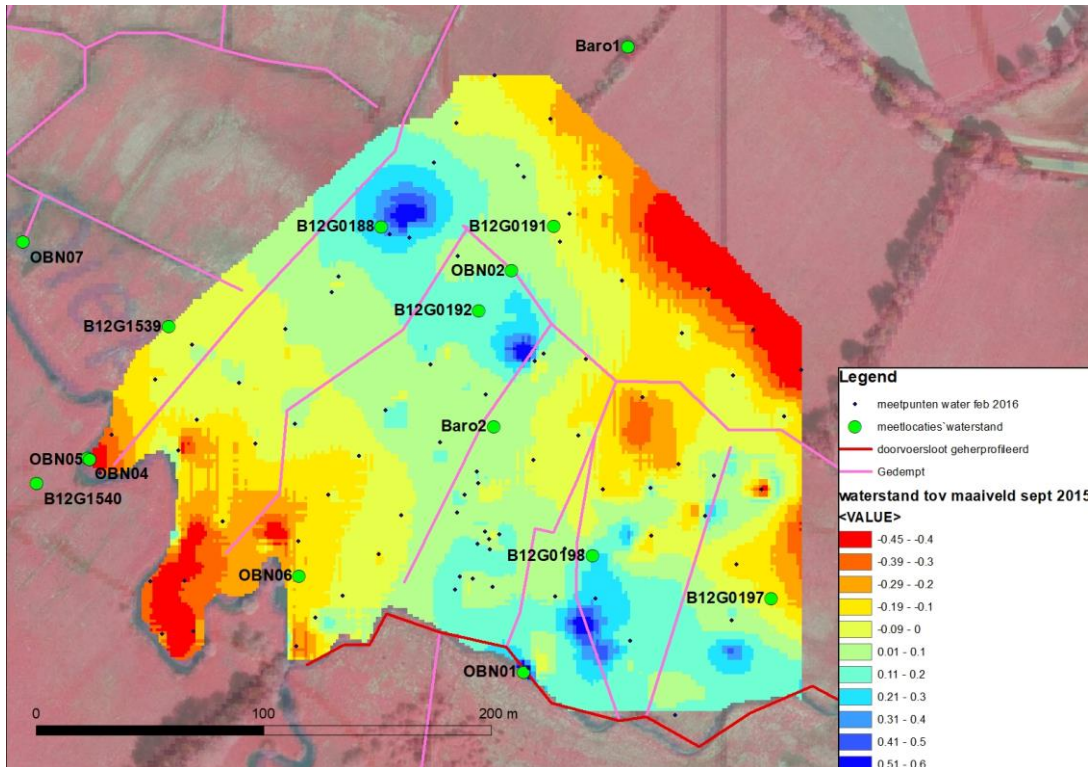 Baro1
B12G0188
B12G0191
OBN07
OBN02
B12G0192
B12G1539
Baro2
OBN05
OBN04
B12G1540
B12G0198
OBN06
B12G0197
OBN01
0 100 200 m
Legend
meetpunten water feb 2016
meetlocaties`waterstand
doorvoersloot geherprofileerd
Gedempt
waterstand tov maaiveld sept 2015
<VALUE>
-0.45 - -0.4
-0.39 - -0.3
-0.29 - -0.2
-0.19 - -0.1
-0.09 - 0
0.01 - 0.1
0.11 - 0.2
0.21 - 0.3
0.31 - 0.4
0.41 - 0.5
0.51 - 0.6